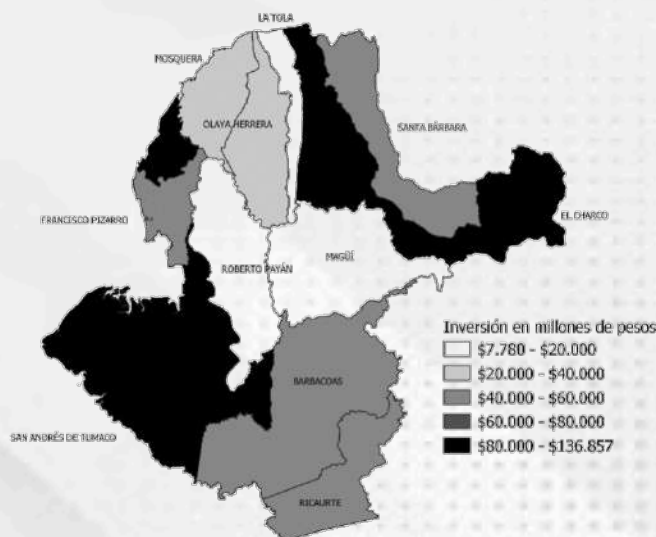 LA TOLA
MOSQUERA
OLAYA HERRERA
SANTA BÁRBARA
FRANCISCO PIZARRO
EL CHARCO
ROBERTO PAYÁN
MAGÜÍ
Inversión en millones de pesos
$7.780 - $20.000
$20.000 - $40.000
$40.000 - $60.000
$60.000 - $80.000
$80.000 - $136.857
BARBACOAS
SAN ANDRÉS DE TUMACO
RICAURTE